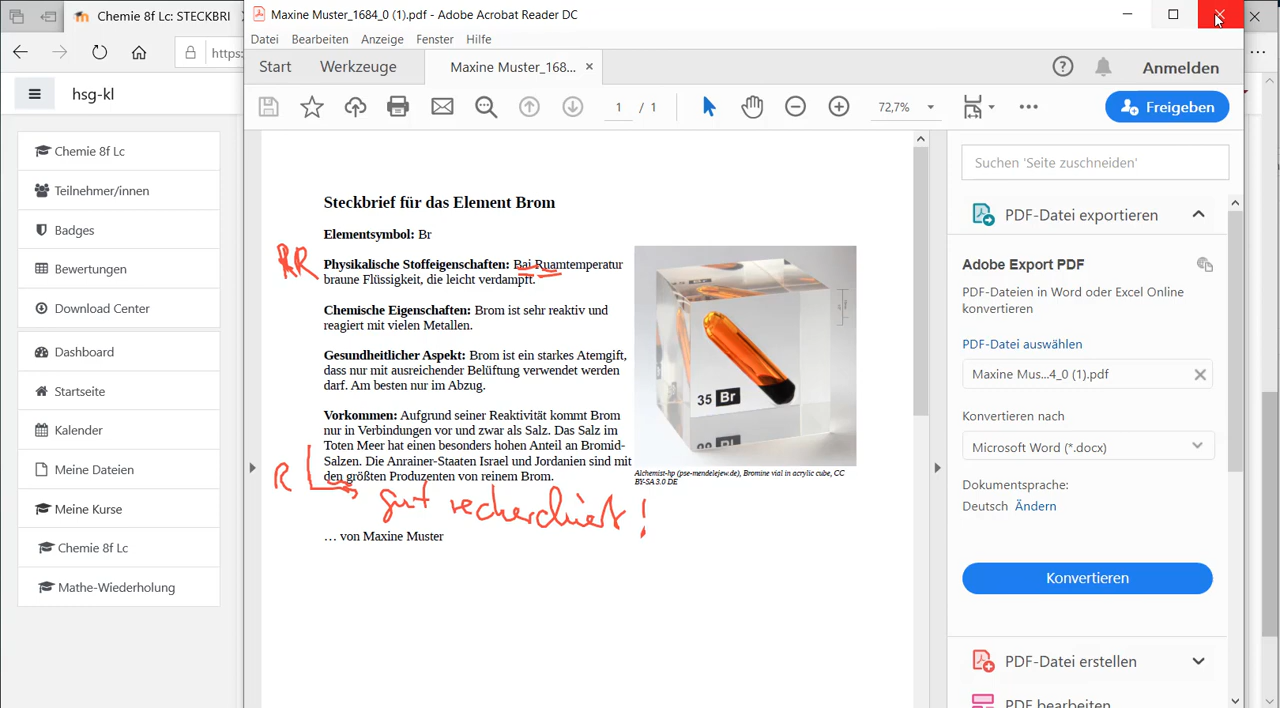 Chemie 8f Lc: STECKBRI
Maxine Muster_1684_0 (1).pdf - Adobe Acrobat Reader DC
Datei Bearbeiten Anzeige Fenster Hilfe
https:
Start Werkzeuge Maxine Muster_168... Anmelden
hsg-kl
1 / 1 72,7% Freigeben
Chemie 8f Lc
Teilnehmer/innen
Badges
Bewertungen
Download Center
Dashboard
Startseite
Kalender
Meine Dateien
Meine Kurse
Chemie 8f Lc
Mathe-Wiederholung
Steckbrief für das Element Brom
Elementsymbol: Br
RR
Physikalische Stoffeigenschaften: Bai Ruamtemperatur
braune Flüssigkeit, die leicht verdampft.
Chemische Eigenschaften: Brom ist sehr reaktiv und
reagiert mit vielen Metallen.
Gesundheitlicher Aspekt: Brom ist ein starkes Atemgift,
dass nur mit ausreichender Belüftung verwendet werden
darf. Am besten nur im Abzug.
Vorkommen: Aufgrund seiner Reaktivität kommt Brom
nur in Verbindungen vor und zwar als Salz. Das Salz im
Toten Meer hat einen besonders hohen Anteil an Bromid-
Salzen. Die Anrainer-Staaten Israel und Jordanien sind mit
R
den größten Produzenten von reinem Brom.
gut recherchiert!
... von Maxine Muster
35 Br
Alchemist-hp (pse-mendelejew.de), Bromine vial in acrylic cube, CC
BY-SA 3.0 DE
Suchen 'Seite zuschneiden'
PDF-Datei exportieren
Adobe Export PDF
PDF-Dateien in Word oder Excel Online
konvertieren
PDF-Datei auswählen
Maxine Mus...4_0 (1).pdf
Konvertieren nach
Microsoft Word (*.docx)
Dokumentsprache:
Deutsch Ändern
Konvertieren
PDF-Datei erstellen
PDF bearbeiten